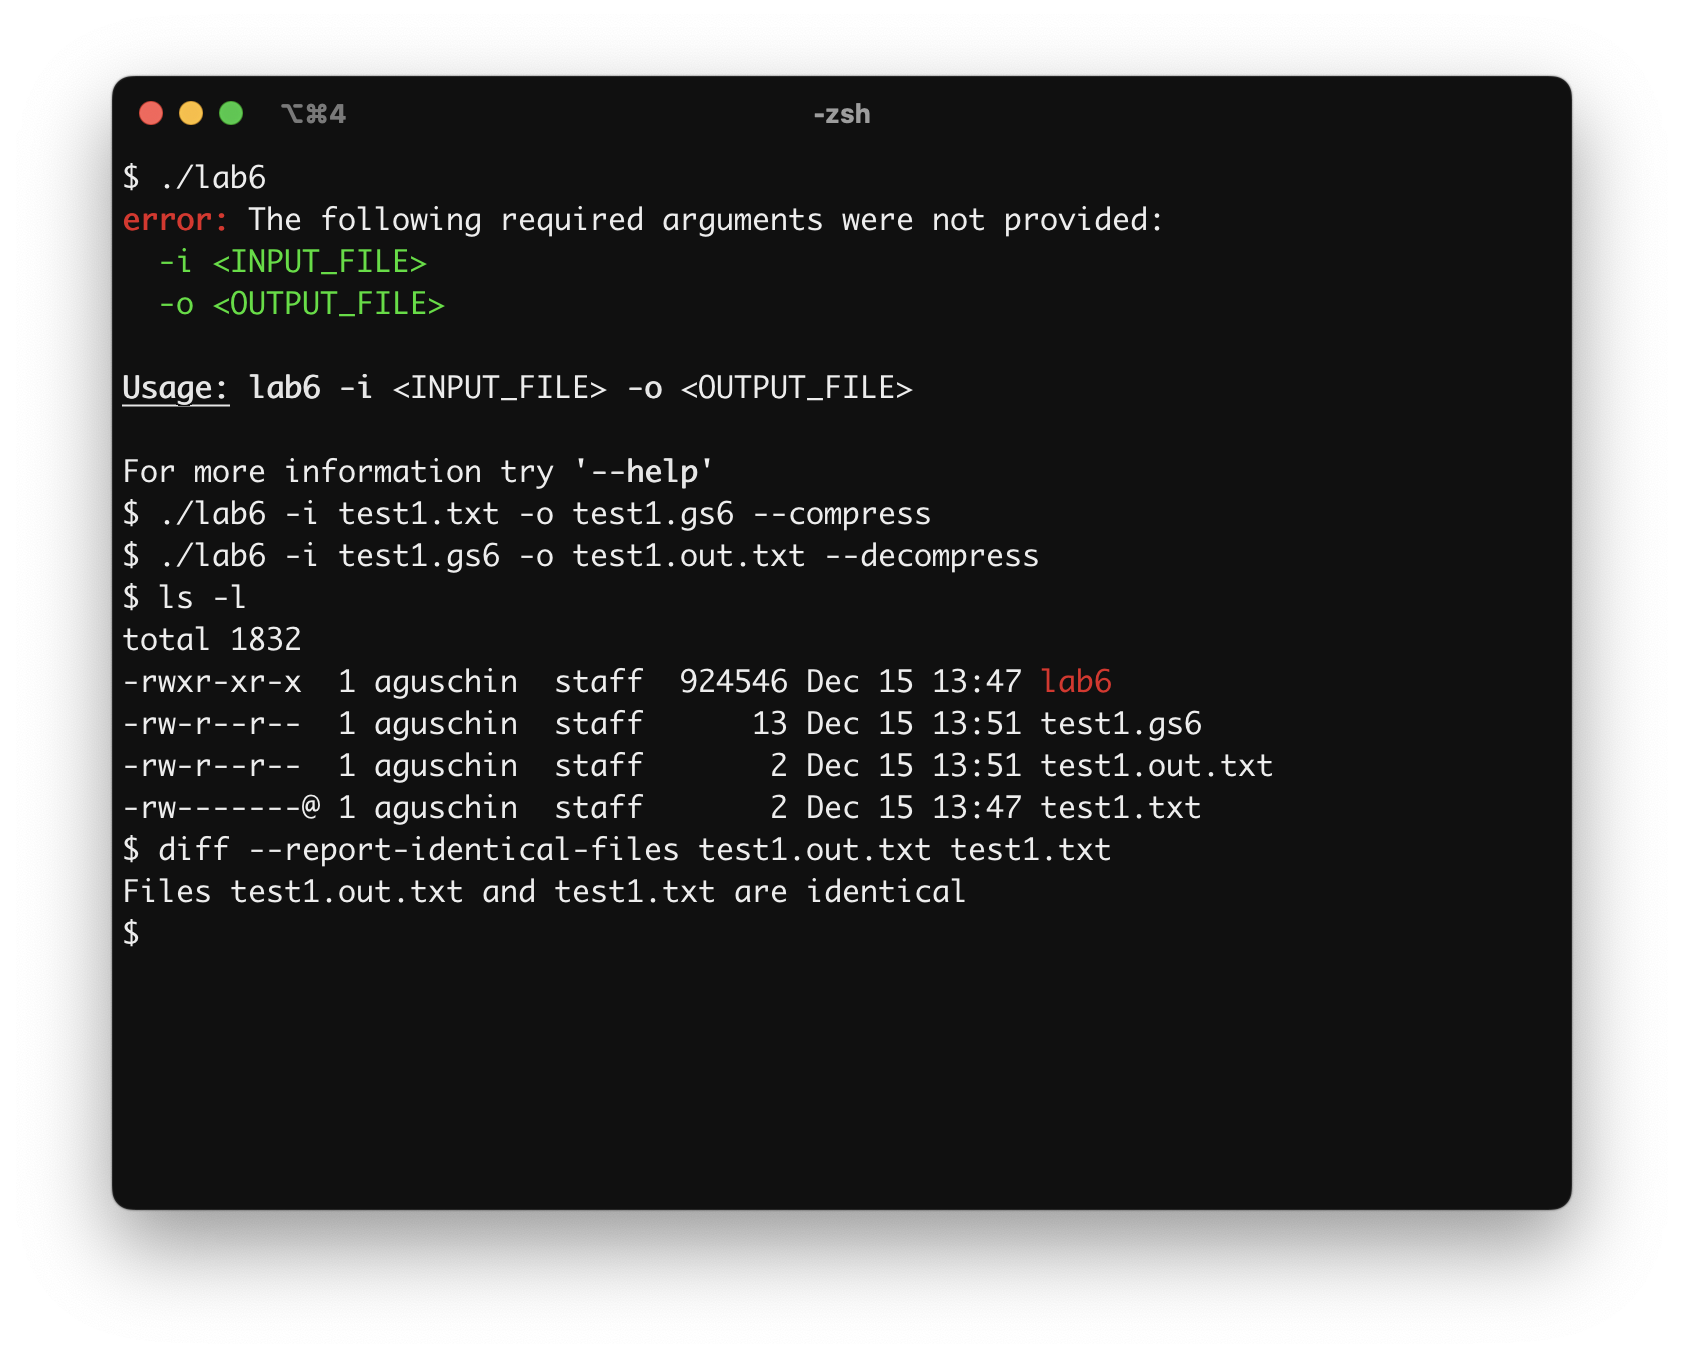 ⌥⌘4
-zsh
$ ./lab6
error: The following required arguments were not provided:
  -i <INPUT_FILE>
  -o <OUTPUT_FILE>

Usage: lab6 -i <INPUT_FILE> -o <OUTPUT_FILE>

For more information try '--help'
$ ./lab6 -i test1.txt -o test1.gs6 --compress
$ ./lab6 -i test1.gs6 -o test1.out.txt --decompress
$ ls -l
total 1832
-rwxr-xr-x  1 aguschin  staff  924546 Dec 15 13:47 lab6
-rw-r--r--  1 aguschin  staff      13 Dec 15 13:51 test1.gs6
-rw-r--r--  1 aguschin  staff       2 Dec 15 13:51 test1.out.txt
-rw-------@ 1 aguschin  staff       2 Dec 15 13:47 test1.txt
$ diff --report-identical-files test1.out.txt test1.txt
Files test1.out.txt and test1.txt are identical
$